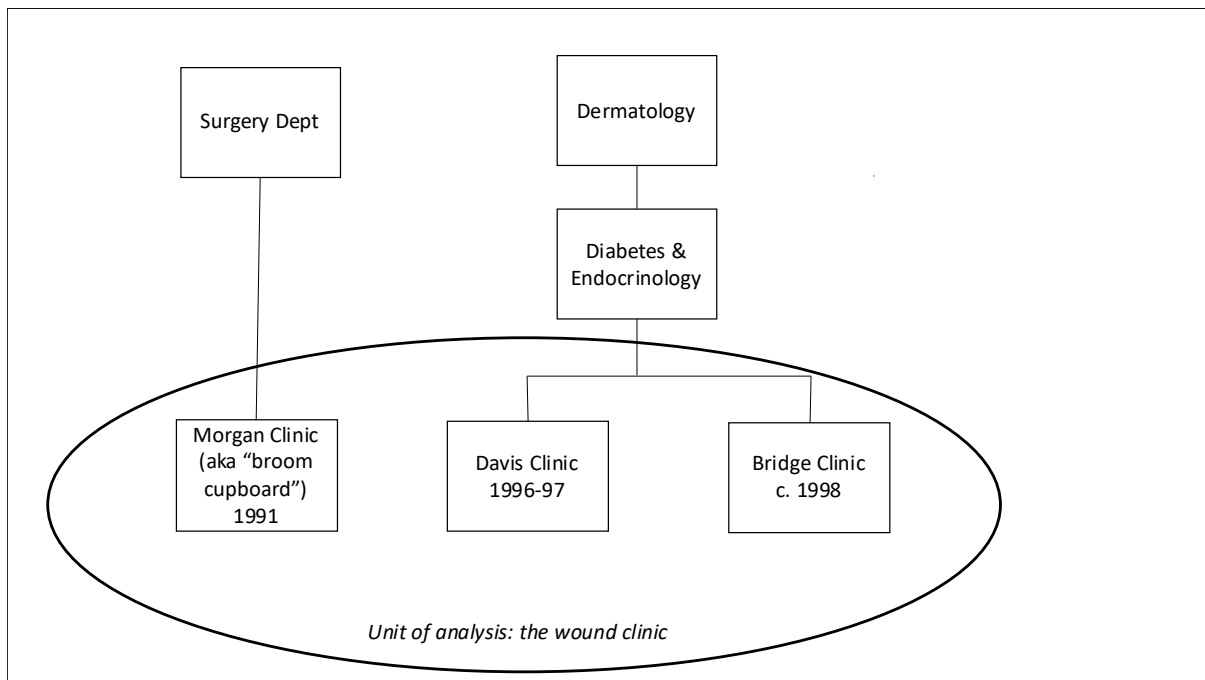 Surgery Dept
Dermatology
Diabetes &
Endocrinology
Morgan Clinic
(aka “broom
cupboard”)
1991
Davis Clinic
1996-97
Bridge Clinic
c. 1998
Unit of analysis: the wound clinic